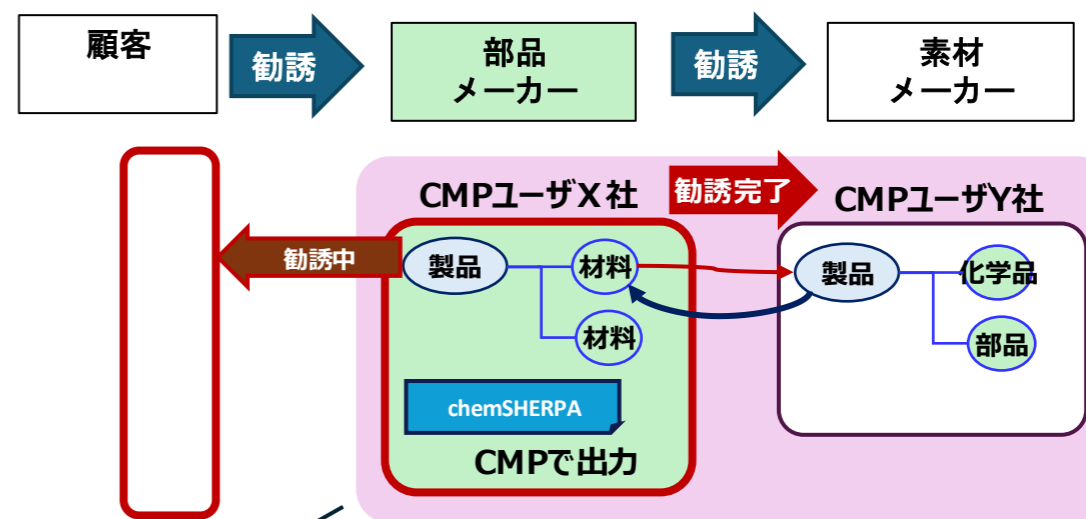 顧客
勧誘
部品
メーカー
勧誘
素材
メーカー
CMPユーザX社
勧誘完了
CMPユーザY社
勧誘中
製品
材料
製品
化学品
材料
部品
chemSHERPA
CMPで出力